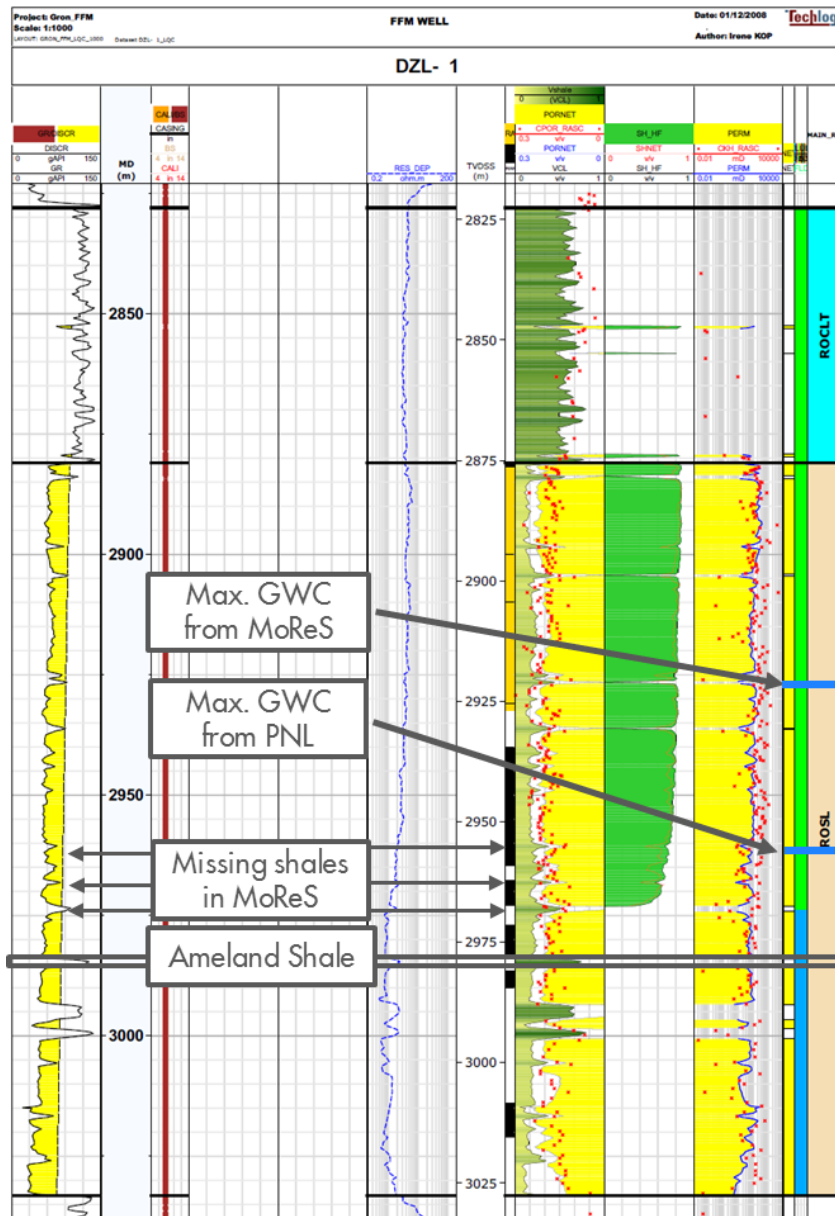 Project: Gron_FFM
Scale: 1:1000
FFM WELL
Date: 01/12/2008
Techlog
Author: Irene KOP
DZL- 1
GR/DISCR
DISCR
0 gAPI 150
GR
0 gAPI 150
MD
(m)
CASING
in
BS
4 in 14
CALI
4 in 14
RES_DEP
0.2 ohm.m 200
TVDSS
(m)
Vshale
0 (VCL) 1
PORNET
CPOR_RASC
0.3 v/v 0
PORNET
0.3 v/v 0
VCL
0 v/v 1
SH_HF
SHNET
0 v/v 1
SH_HF
0 v/v 1
PERM
CKH_RASC
0.01 mD 10000
PERM
0.01 mD 10000
2825
2850
2850
ROCLT
2875
2900
2900
Max. GWC
from MoReS
2925
Max. GWC
from PNL
2950
2950
ROSL
Missing shales
in MoReS
2975
Ameland Shale
3000
3000
3025